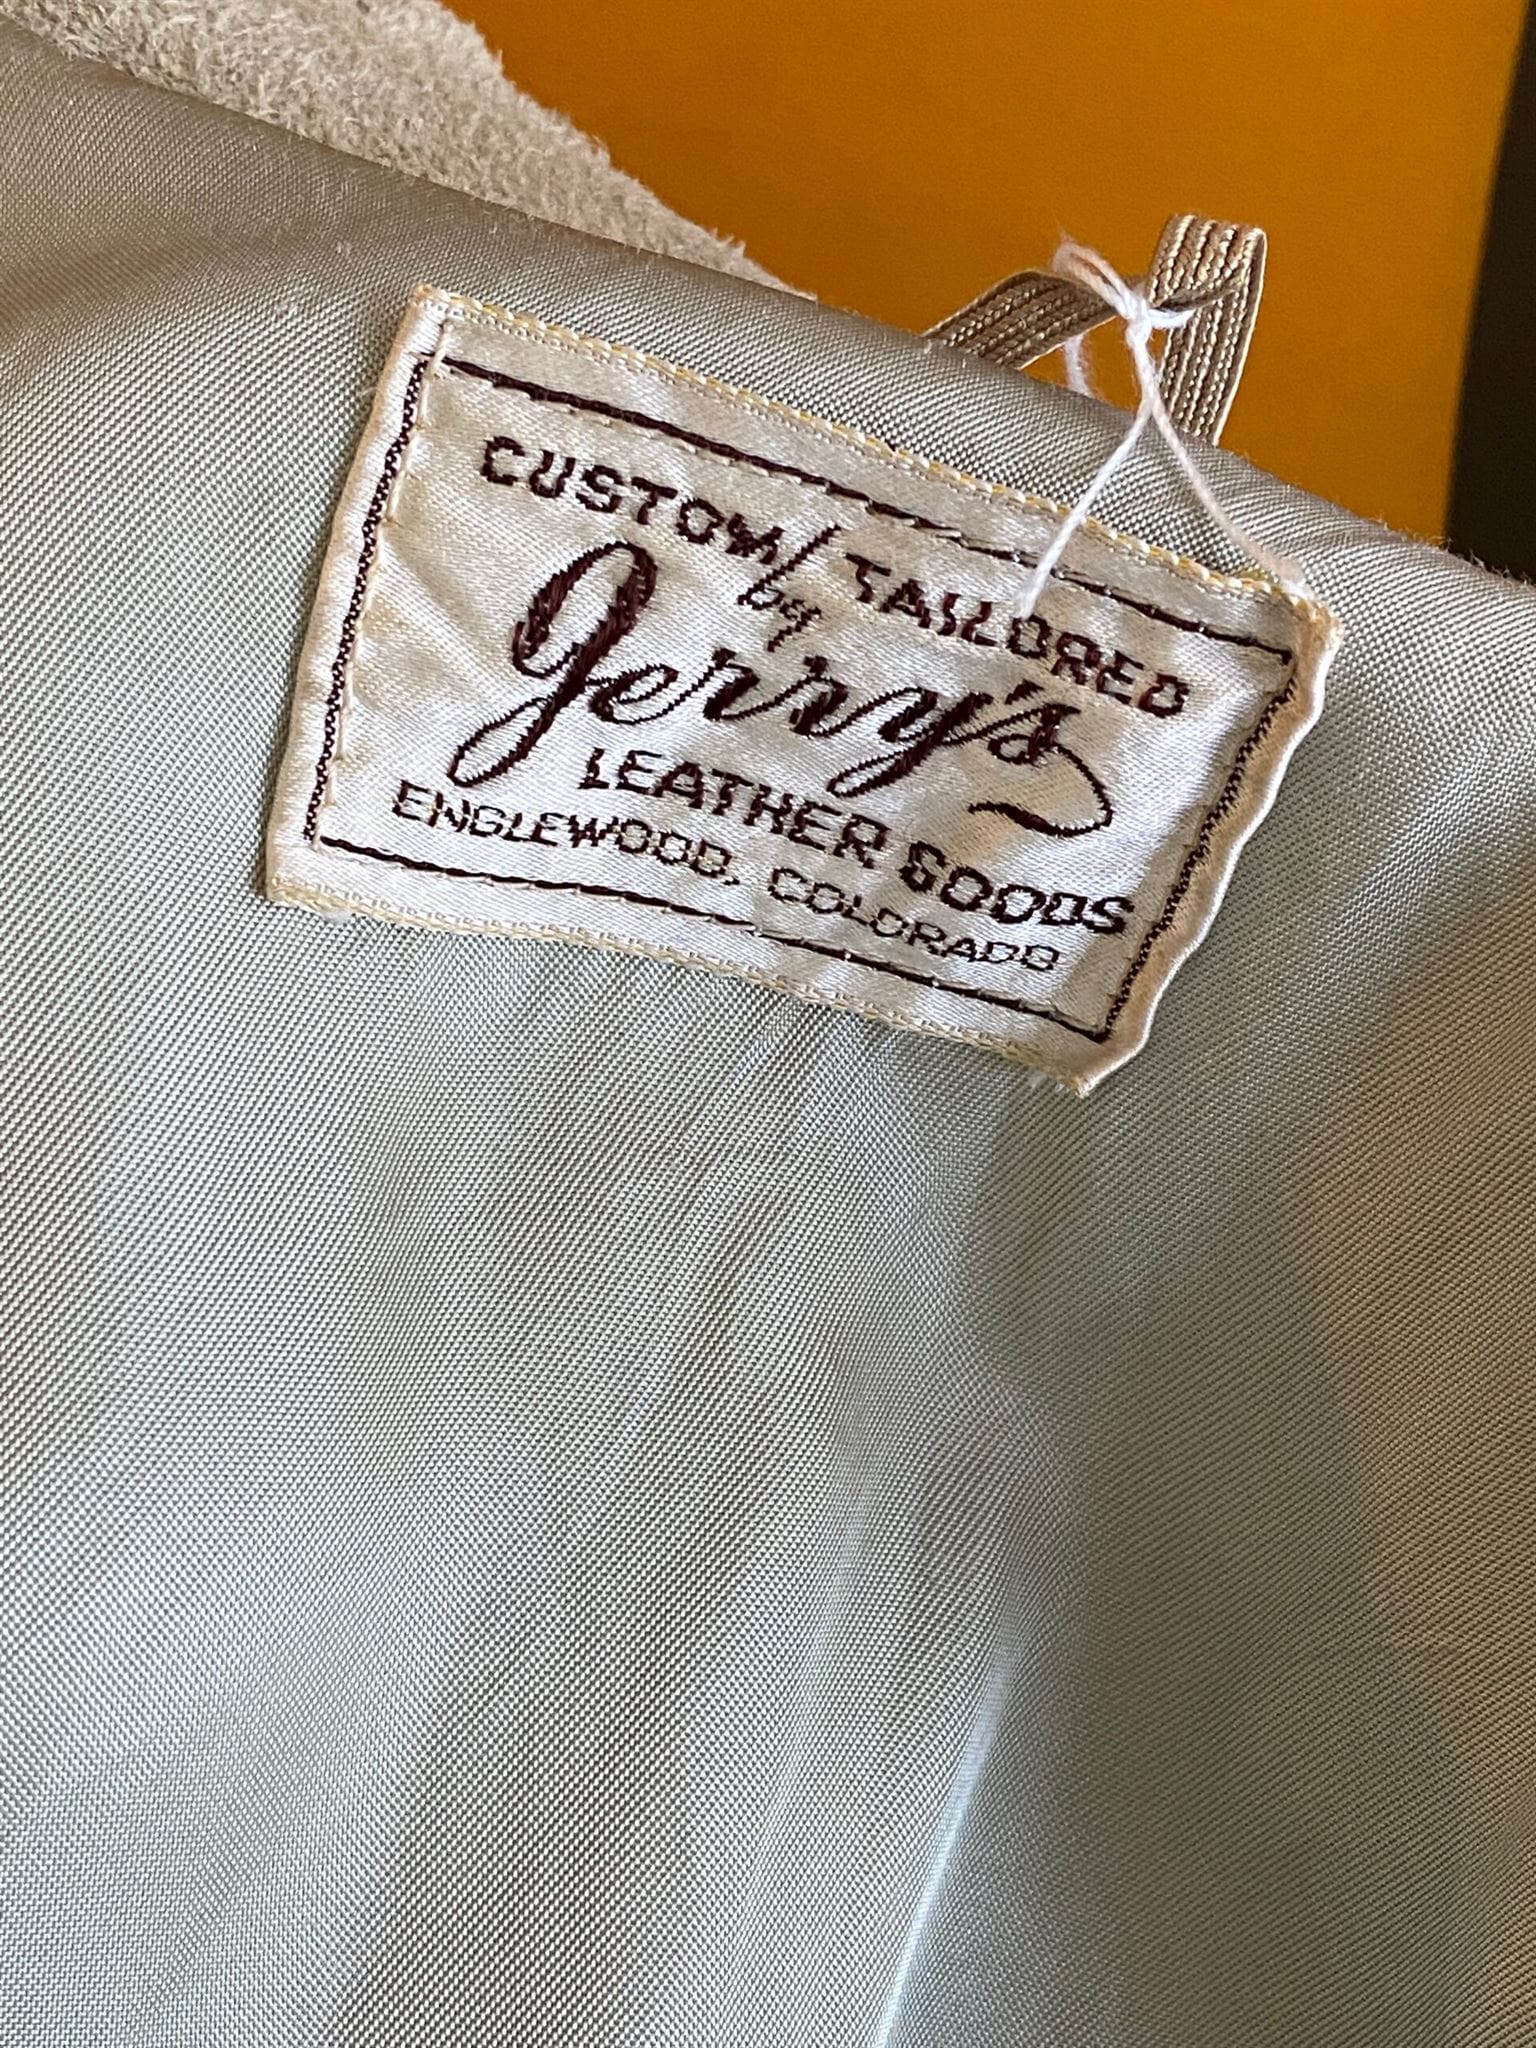 CUSTOM TAILORED
by
Jerry's
LEATHER GOODS
ENGLEWOOD, COLORADO